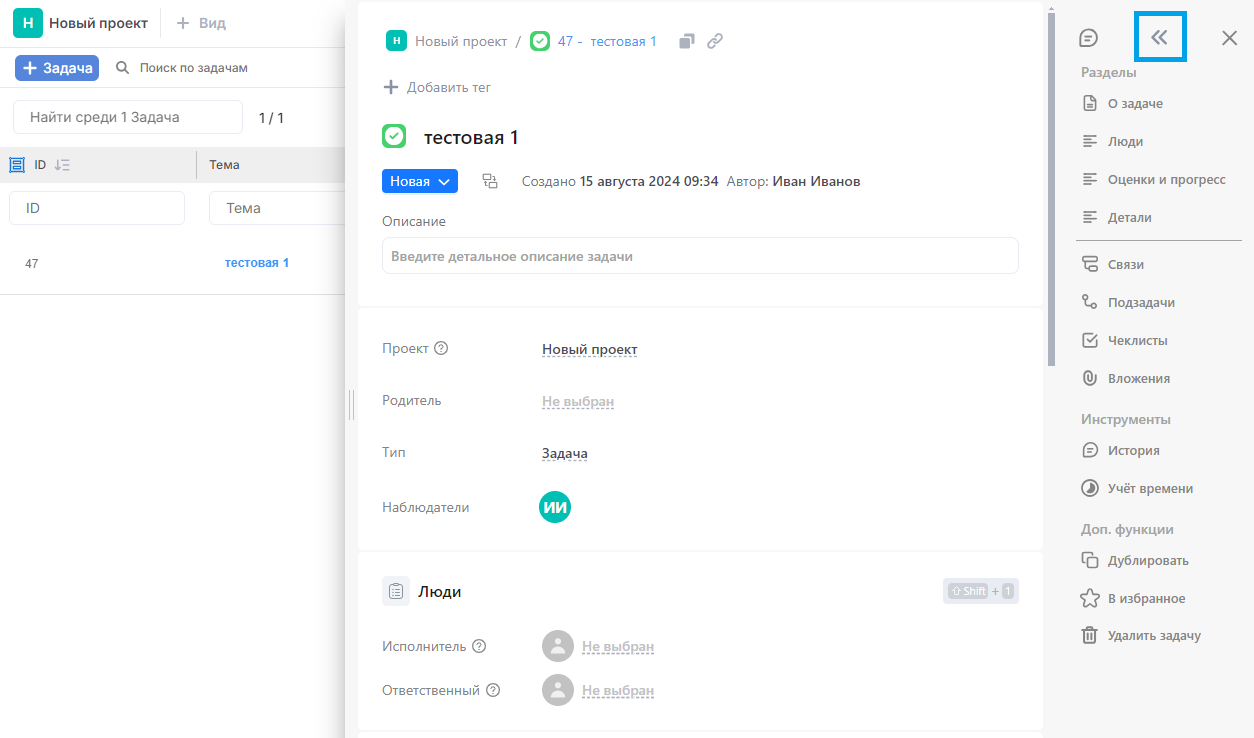 Н Новый проект + Вид
+ Задача Поиск по задачам
Найти среди 1 Задача 1 / 1
ID Тема
ID Тема
47 тестовая 1
Н Новый проект / 47 - тестовая 1
+ Добавить тег
тестовая 1
Новая Создано 15 августа 2024 09:34 Автор: Иван Иванов
Описание
Введите детальное описание задачи
Проект ? Новый проект
Родитель Не выбран
Тип Задача
Наблюдатели ИИ
Люди Shift + 1
Исполнитель ? Не выбран
Ответственный ? Не выбран
Разделы
О задаче
Люди
Оценки и прогресс
Детали
Связи
Подзадачи
Чеклисты
Вложения
Инструменты
История
Учёт времени
Доп. функции
Дублировать
В избранное
Удалить задачу